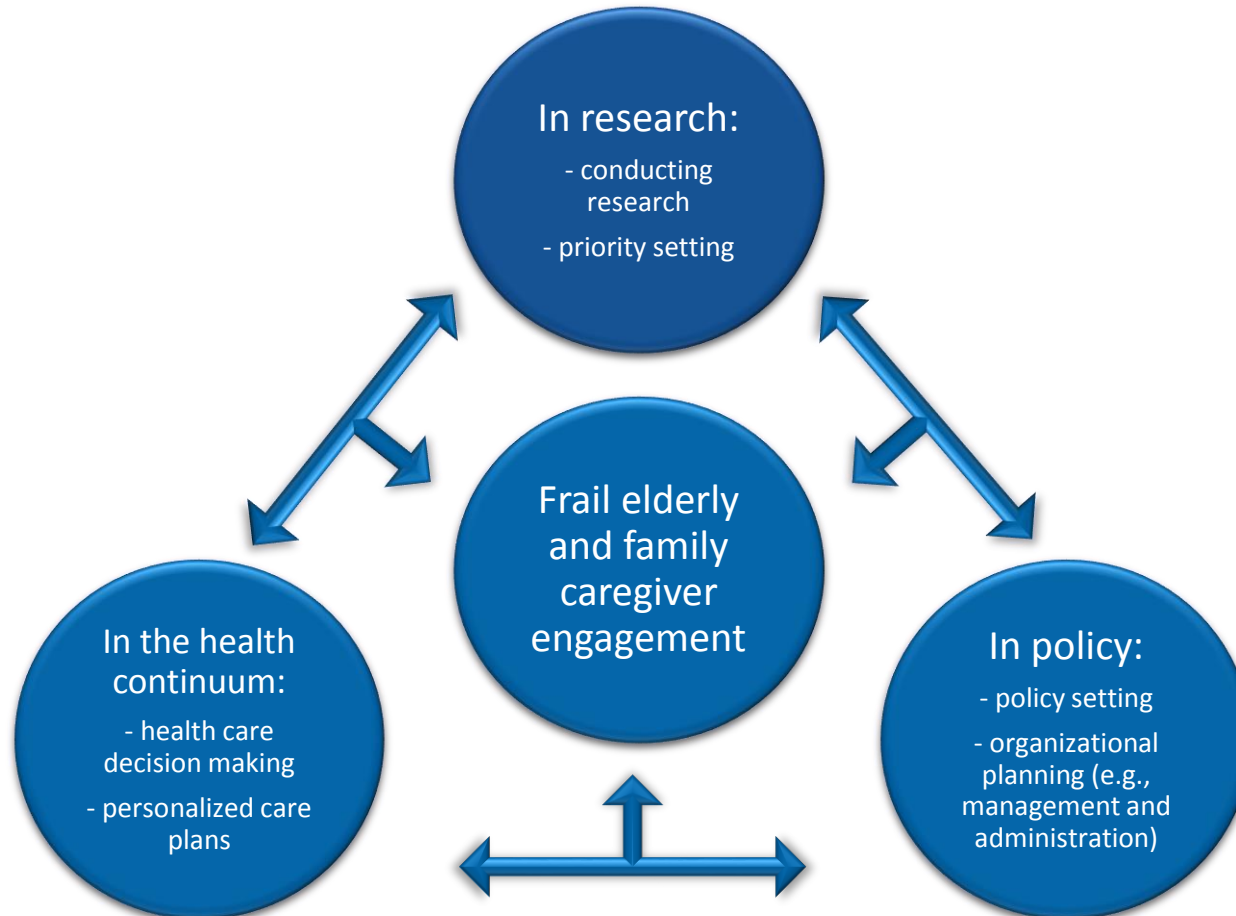 In research:
- conducting
research
- priority setting
Frail elderly
and family
caregiver
engagement
In the health
continuum:
- health care
decision making
- personalized care
plans
In policy:
- policy setting
- organizational
planning (e.g.,
management and
administration)